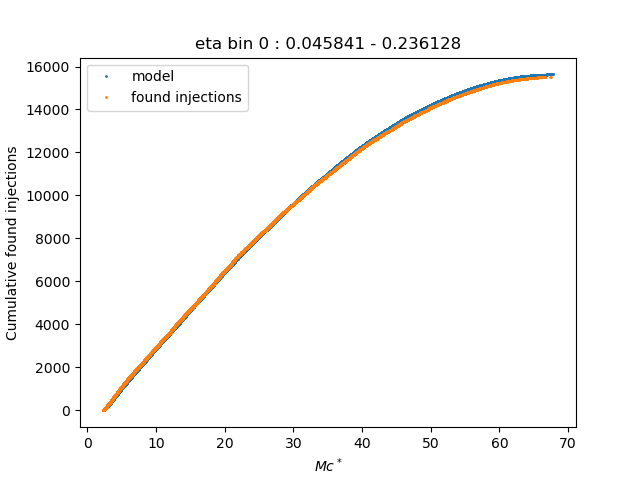 eta bin 0 : 0.045841 - 0.236128
model
found injections
16000
14000
12000
10000
8000
6000
4000
2000
0
Cumulative found injections
0 10 20 30 40 50 60 70
Mc*